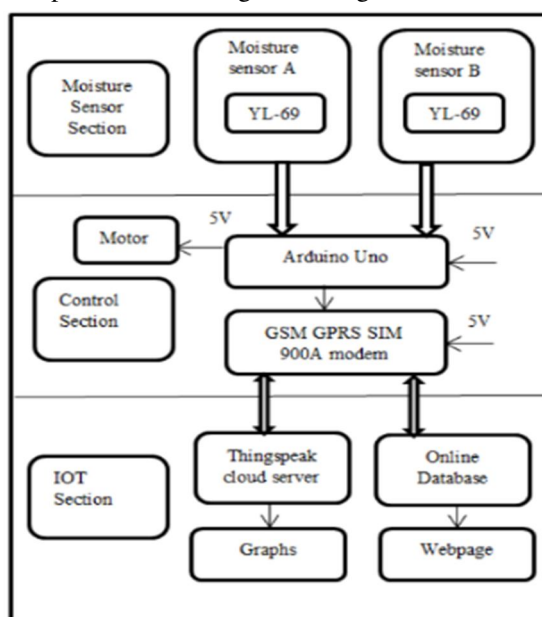 Moisture
Sensor
Section
Moisture
sensor A
YL-69
Moisture
sensor B
YL-69
5V
Motor
Arduino Uno
5V
Control
Section
GSM GPRS SIM
900A modem
5V
IOT
Section
Thingspeak
cloud server
Online
Database
Graphs
Webpage